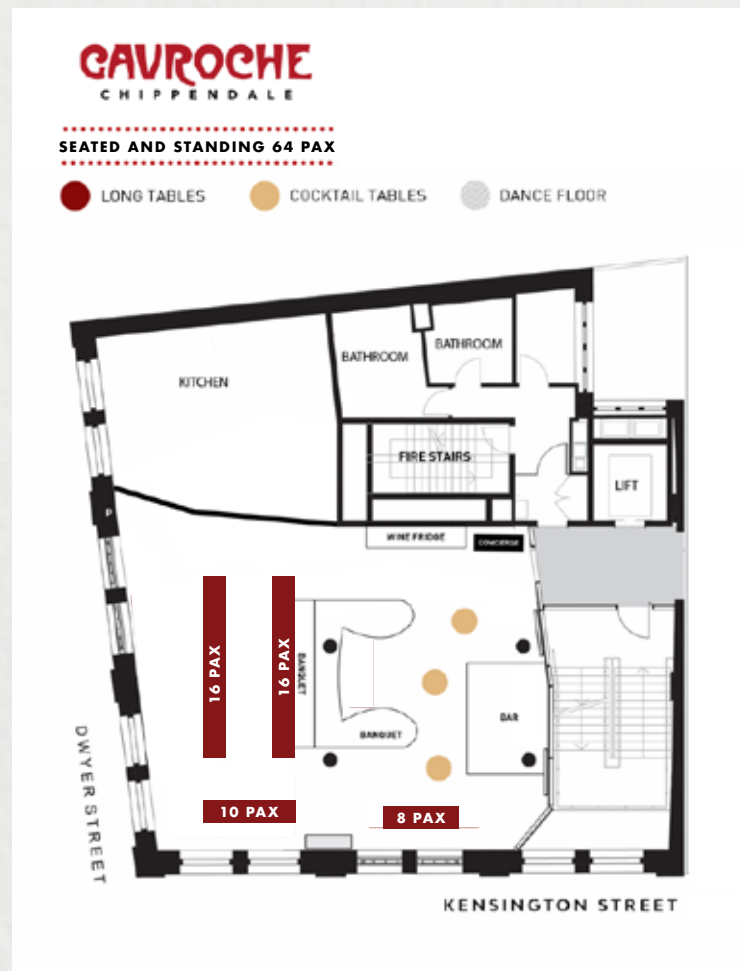 GAVROCHE
CHIPPENDALE
SEATED AND STANDING 64 PAX
LONG TABLES
COCKTAIL TABLES
DANCE FLOOR
KITCHEN
BATHROOM
BATHROOM
FIRE STAIRS
LIFT
P
WINE FRIDGE
CONCIERGE
16 PAX
16 PAX
BANQUET
BANQUET
BAR
10 PAX
8 PAX
DWYER STREET
KENSINGTON STREET